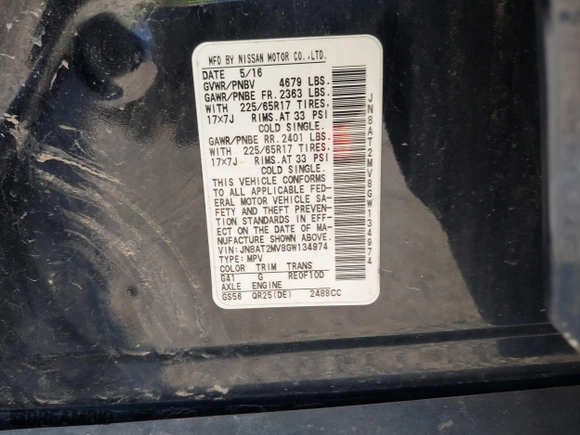 MFD BY NISSAN MOTOR CO.,LTD.
DATE 5/16
GVWR/PNBV 4679 LBS.
GAWR/PNBE FR. 2363 LBS.
WITH 225/65R17 TIRES.
17×7J RIMS.AT 33 PSI
COLD SINGLE.
GAWR/PNBE RR. 2401 LBS.
WITH 225/65R17 TIRES.
17×7J RIMS.AT 33 PSI
COLD SINGLE.
THIS VEHICLE CONFORMS
TO ALL APPLICABLE FED-
ERAL MOTOR VEHICLE SA-
FETY AND THEFT PREVEN-
TION STANDARDS IN EFF-
ECT ON THE DATE OF MA-
NUFACTURE SHOWN ABOVE.
VIN:JN8AT2MV8GW134974
TYPE:MPV
COLOR TRIM TRANS
G41 G RE0F10D
AXLE ENGINE
GS56 QR25(DE) 2488CC
JN8AT2MV8GW134974